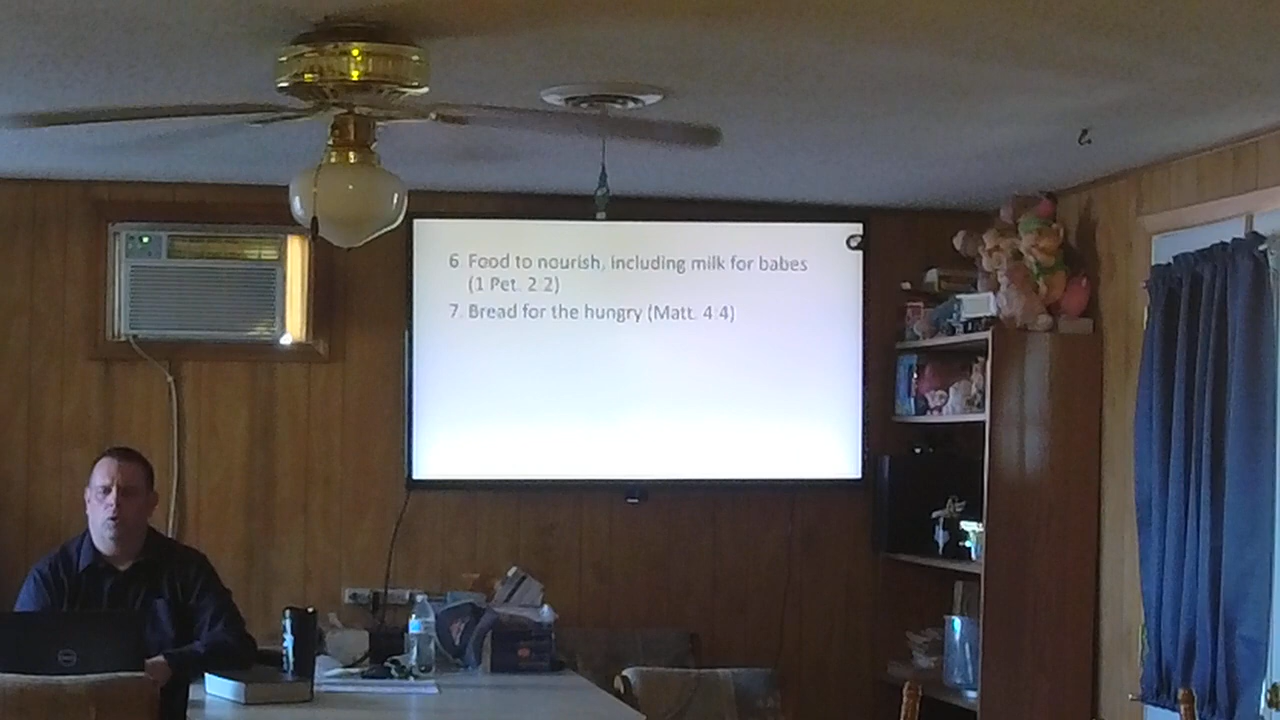 6 Food to nourish, including milk for babes
(1 Pet. 2:2)
7. Bread for the hungry (Matt. 4:4)
DELL